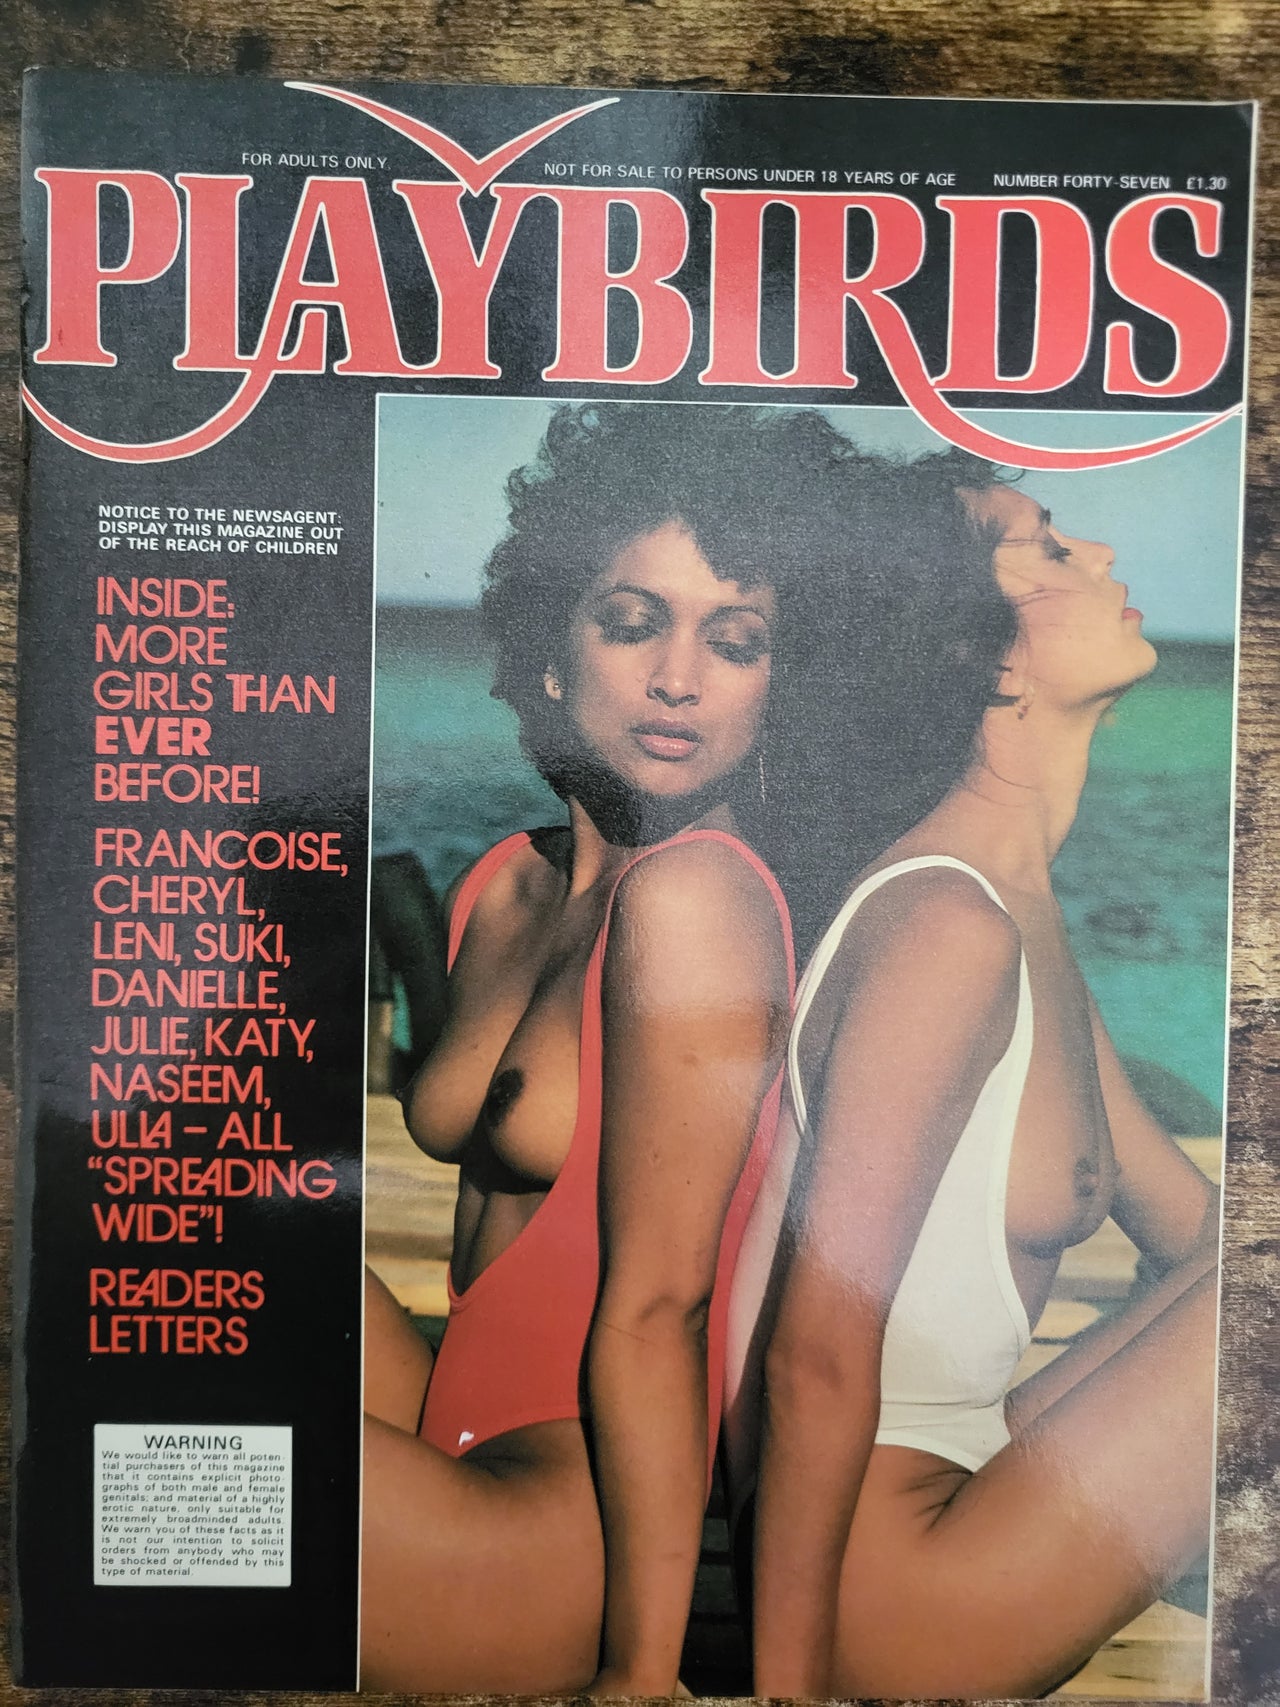 FOR ADULTS ONLY.
NOT FOR SALE TO PERSONS UNDER 18 YEARS OF AGE
NUMBER FORTY-SEVEN £1.30
PLAYBIRDS
NOTICE TO THE NEWSAGENT:
DISPLAY THIS MAGAZINE OUT
OF THE REACH OF CHILDREN
INSIDE:
MORE
GIRLS THAN
EVER
BEFORE!
FRANCOISE,
CHERYL,
LENI, SUKI,
DANIELLE,
JULIE, KATY,
NASEEM,
ULLA – ALL
“SPREADING
WIDE”!
READERS
LETTERS
WARNING
We would like to warn all poten-
tial purchasers of this magazine
that it contains explicit photo-
graphs of both male and female
genitals; and material of a highly
erotic nature, only suitable for
extremely broadminded adults.
We warn you of these facts as it
is not our intention to solicit
orders from anybody who may
be shocked or offended by this
type of material.